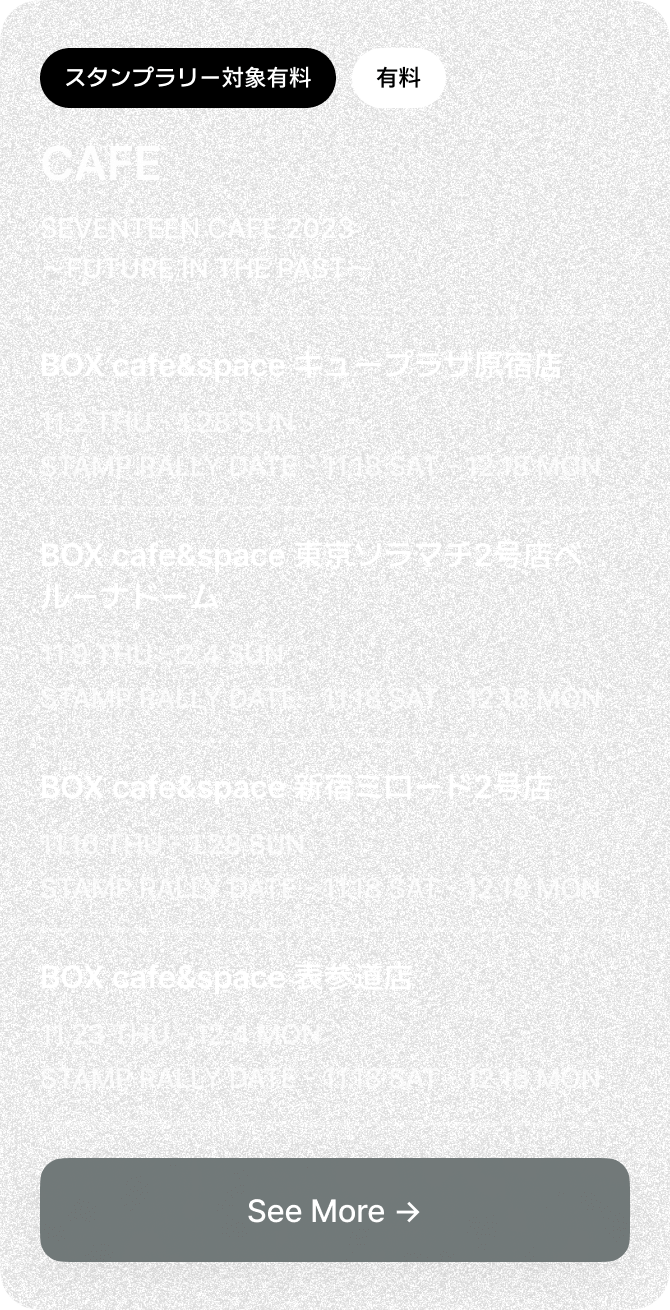 スタンプラリー対象有料
有料
CAFE
SEVENTEEN CAFE 2023
~FUTURE IN THE PAST~
BOX cafe&space キュープラザ原宿店
11.2 THU - 1.28 SUN
STAMP RALLY DATE - 11.18 SAT - 12.18 MON
BOX cafe&space 東京ソラマチ2号店ベ
ルーナドーム
11.9 THU - 2.4 SUN
STAMP RALLY DATE - 11.18 SAT - 12.18 MON
BOX cafe&space 新宿ミロード2号店
11.16 THU - 1.28 SUN
STAMP RALLY DATE - 11.18 SAT - 12.18 MON
BOX cafe&space 表参道店
11.23 THU - 12.4 MON
STAMP RALLY DATE - 11.18 SAT - 12.18 MON
See More →